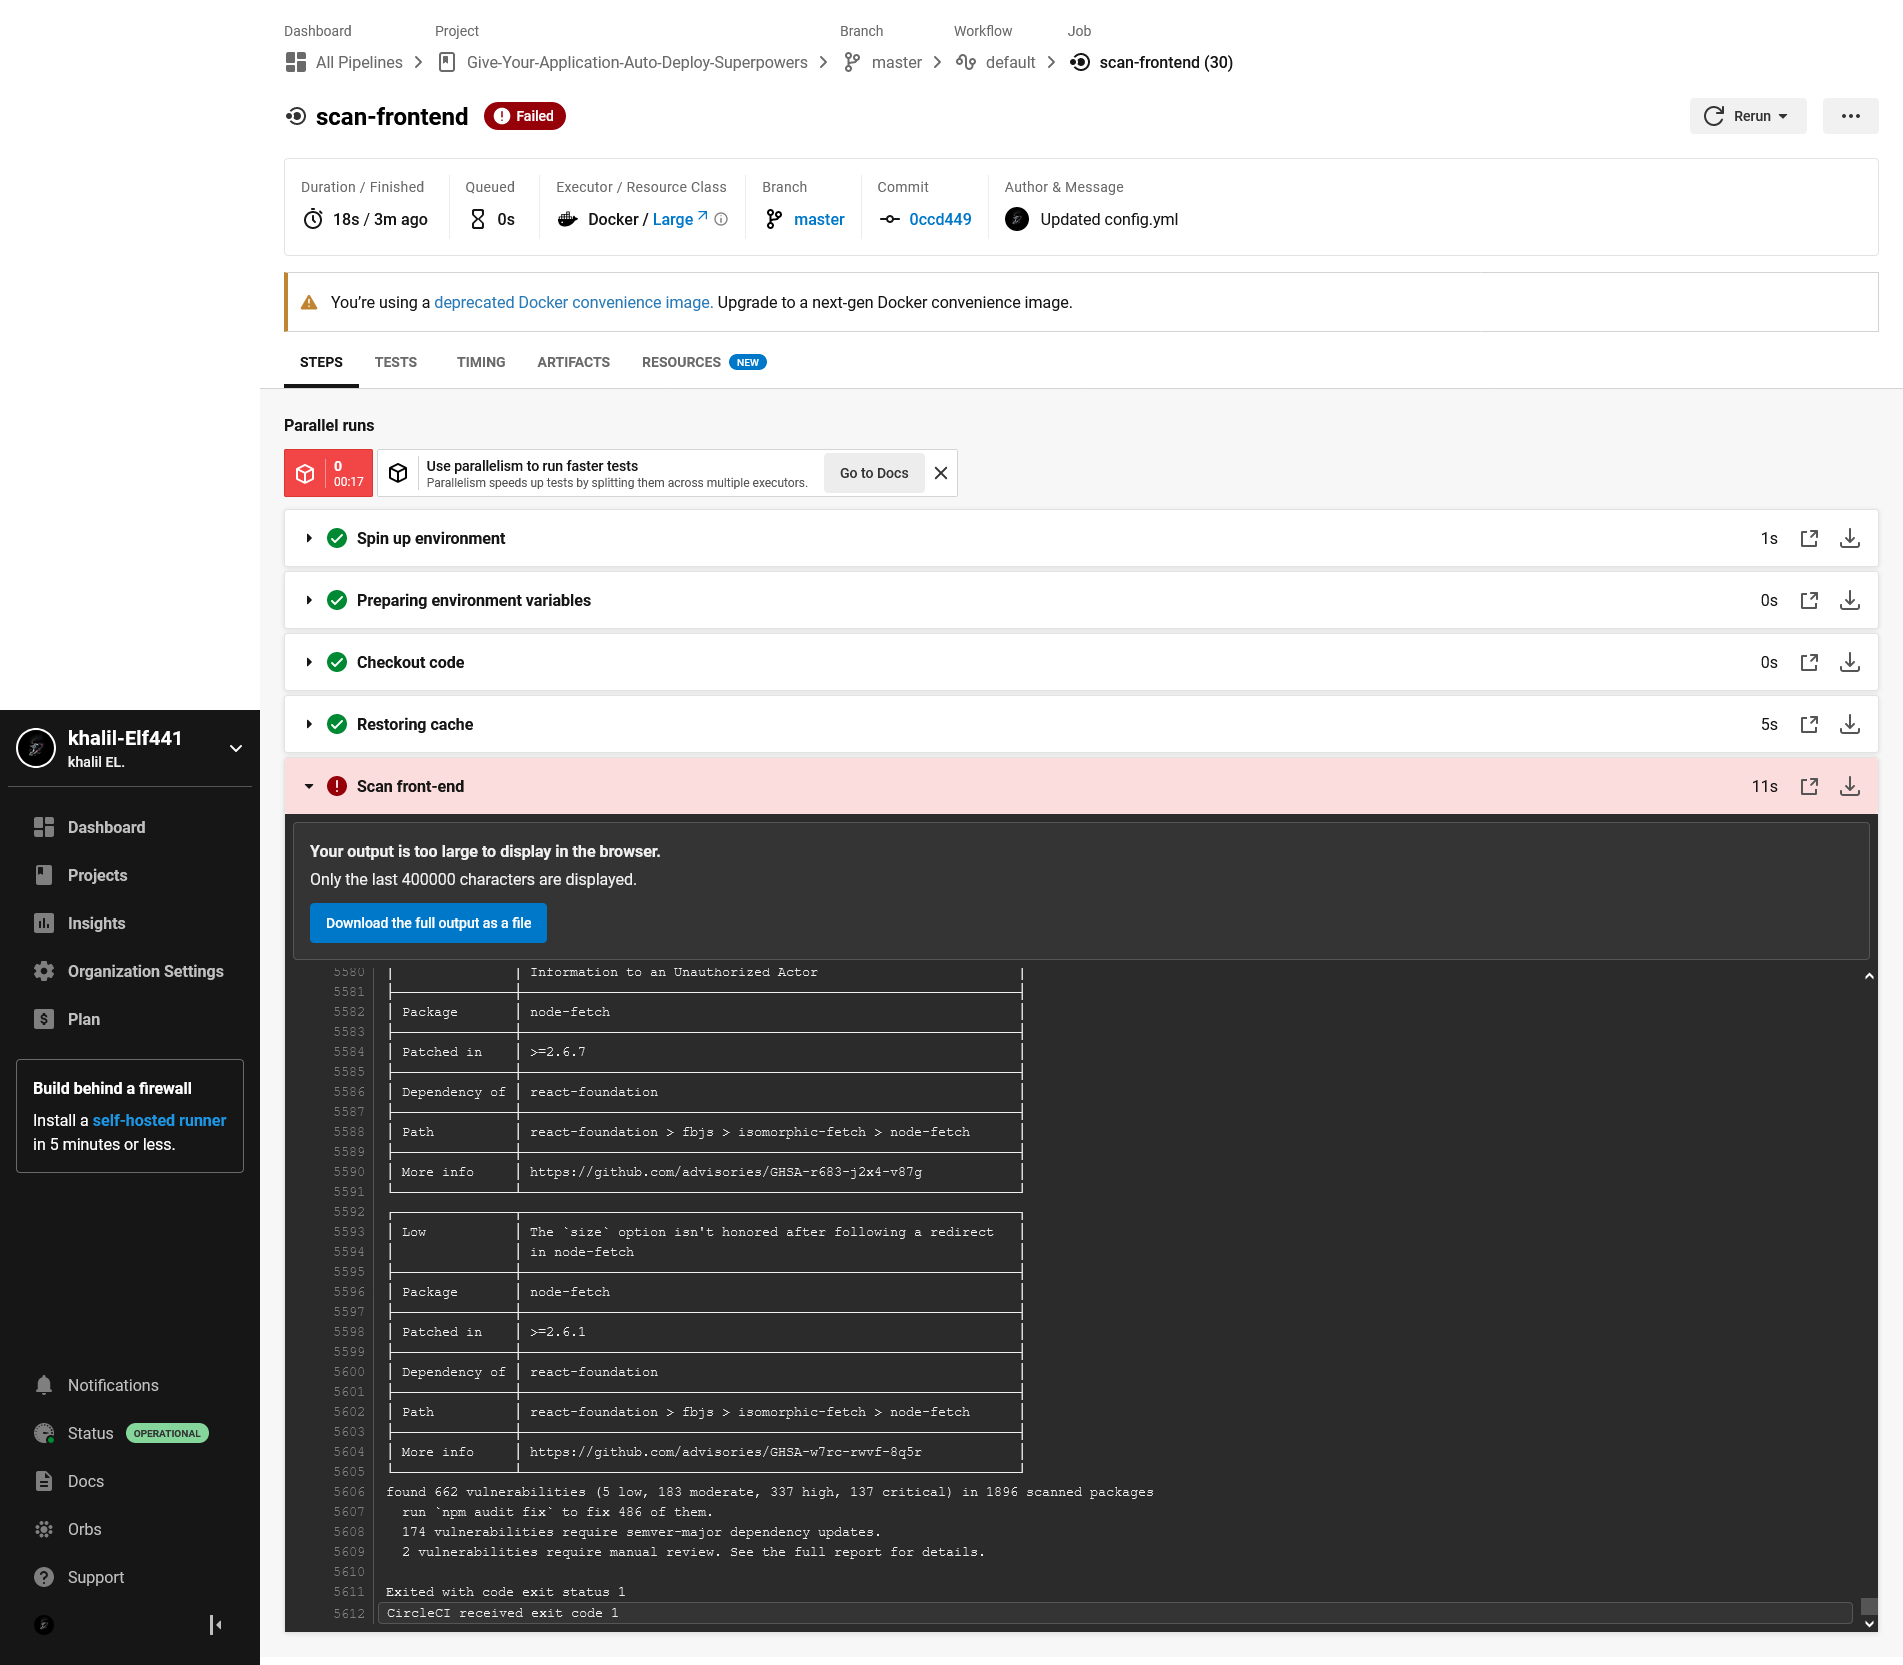 Dashboard
All Pipelines
Project
Give-Your-Application-Auto-Deploy-Superpowers
Branch
master
Workflow
default
Job
scan-frontend (30)
scan-frontend
Failed
Rerun
Duration / Finished
18s / 3m ago
Queued
0s
Executor / Resource Class
Docker / Large
Branch
master
Commit
0ccd449
Author & Message
Updated config.yml
You’re using a deprecated Docker convenience image. Upgrade to a next-gen Docker convenience image.
STEPS
TESTS
TIMING
ARTIFACTS
RESOURCES NEW
Parallel runs
0
00:17
Use parallelism to run faster tests
Parallelism speeds up tests by splitting them across multiple executors.
Go to Docs
Spin up environment 1s
Preparing environment variables 0s
Checkout code 0s
Restoring cache 5s
Scan front-end 11s
Your output is too large to display in the browser.
Only the last 400000 characters are displayed.
Download the full output as a file
5580 Information to an Unauthorized Actor
5581
5582 Package node-fetch
5583
5584 Patched in >=2.6.7
5585
5586 Dependency of react-foundation
5587
5588 Path react-foundation > fbjs > isomorphic-fetch > node-fetch
5589
5590 More info https://github.com/advisories/GHSA-r683-j2x4-v87g
5591
5592
5593 Low The `size` option isn't honored after following a redirect
5594 in node-fetch
5595
5596 Package node-fetch
5597
5598 Patched in >=2.6.1
5599
5600 Dependency of react-foundation
5601
5602 Path react-foundation > fbjs > isomorphic-fetch > node-fetch
5603
5604 More info https://github.com/advisories/GHSA-w7rc-rwvf-8q5r
5605
5606 found 662 vulnerabilities (5 low, 183 moderate, 337 high, 137 critical) in 1896 scanned packages
5607 run `npm audit fix` to fix 486 of them.
5608 174 vulnerabilities require semver-major dependency updates.
5609 2 vulnerabilities require manual review. See the full report for details.
5610
5611 Exited with code exit status 1
5612 CircleCI received exit code 1
khalil-Elf441
khalil EL.
Dashboard
Projects
Insights
Organization Settings
Plan
Build behind a firewall
Install a self-hosted runner
in 5 minutes or less.
Notifications
Status OPERATIONAL
Docs
Orbs
Support